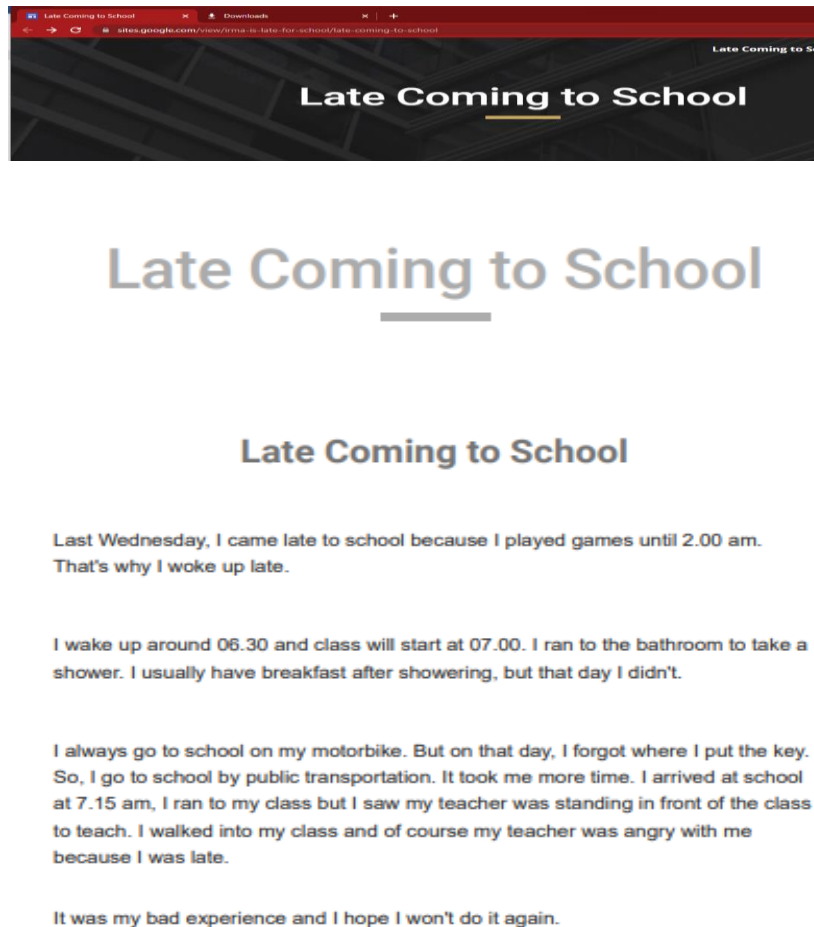 Late Coming to School
Downloads
sites.google.com/view/irma-is-late-for-school/late-coming-to-school
Late Coming to S
Late Coming to School
Late Coming to School
Late Coming to School
Last Wednesday, I came late to school because I played games until 2.00 am.
That's why I woke up late.
I wake up around 06.30 and class will start at 07.00. I ran to the bathroom to take a
shower. I usually have breakfast after showering, but that day I didn't.
I always go to school on my motorbike. But on that day, I forgot where I put the key.
So, I go to school by public transportation. It took me more time. I arrived at school
at 7.15 am, I ran to my class but I saw my teacher was standing in front of the class
to teach. I walked into my class and of course my teacher was angry with me
because I was late.
It was my bad experience and I hope I won't do it again.